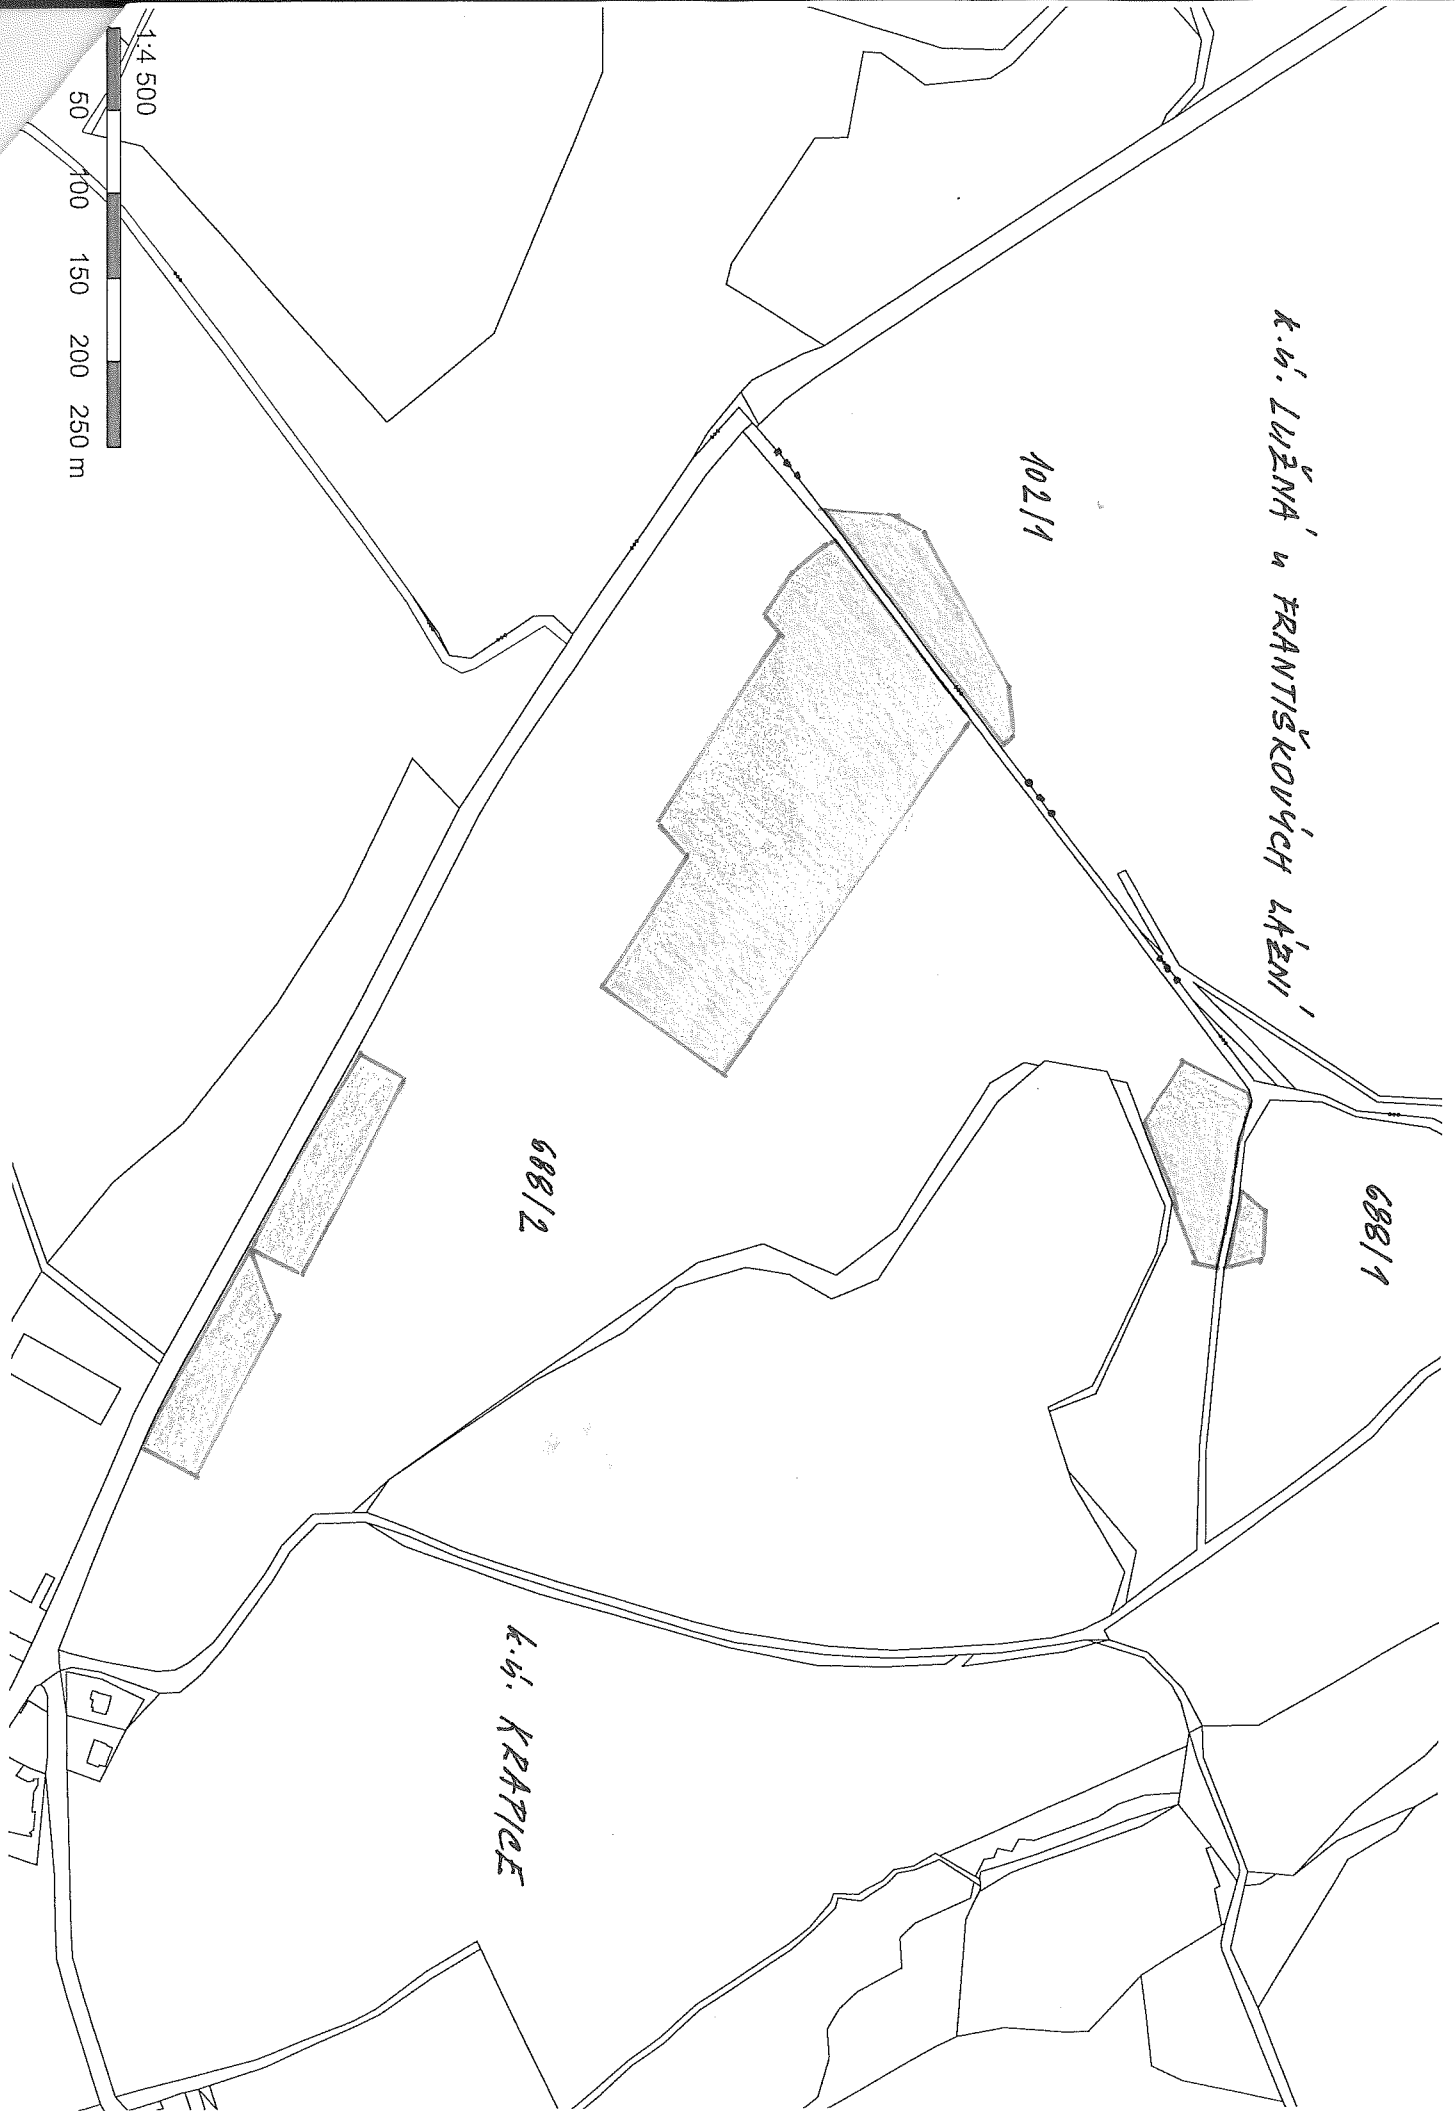 k.ú. LUŽNÁ u FRANTIŠKOVÝCH LÁZNÍ
688/1
102/1
688/2
k.ú. KRAPICE
1:4 500
50 100 150 200 250 m